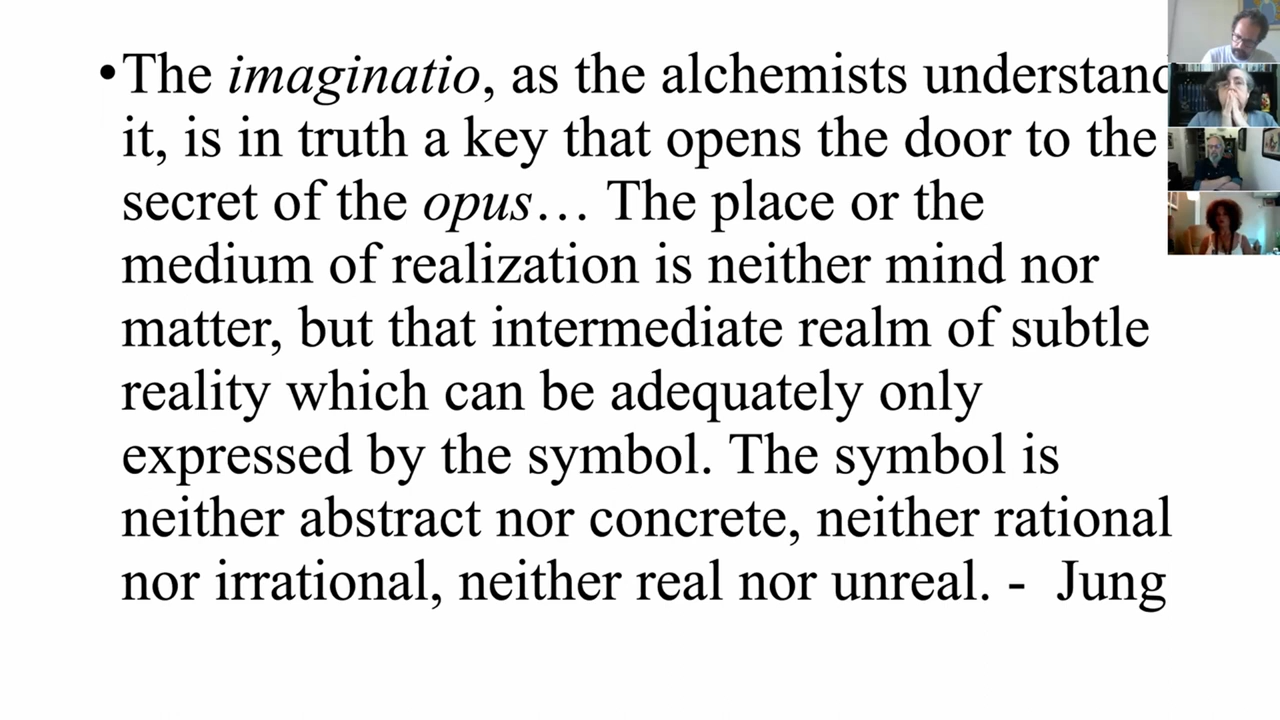 •The imaginatio, as the alchemists understand
it, is in truth a key that opens the door to the
secret of the opus… The place or the
medium of realization is neither mind nor
matter, but that intermediate realm of subtle
reality which can be adequately only
expressed by the symbol. The symbol is
neither abstract nor concrete, neither rational
nor irrational, neither real nor unreal. - Jung